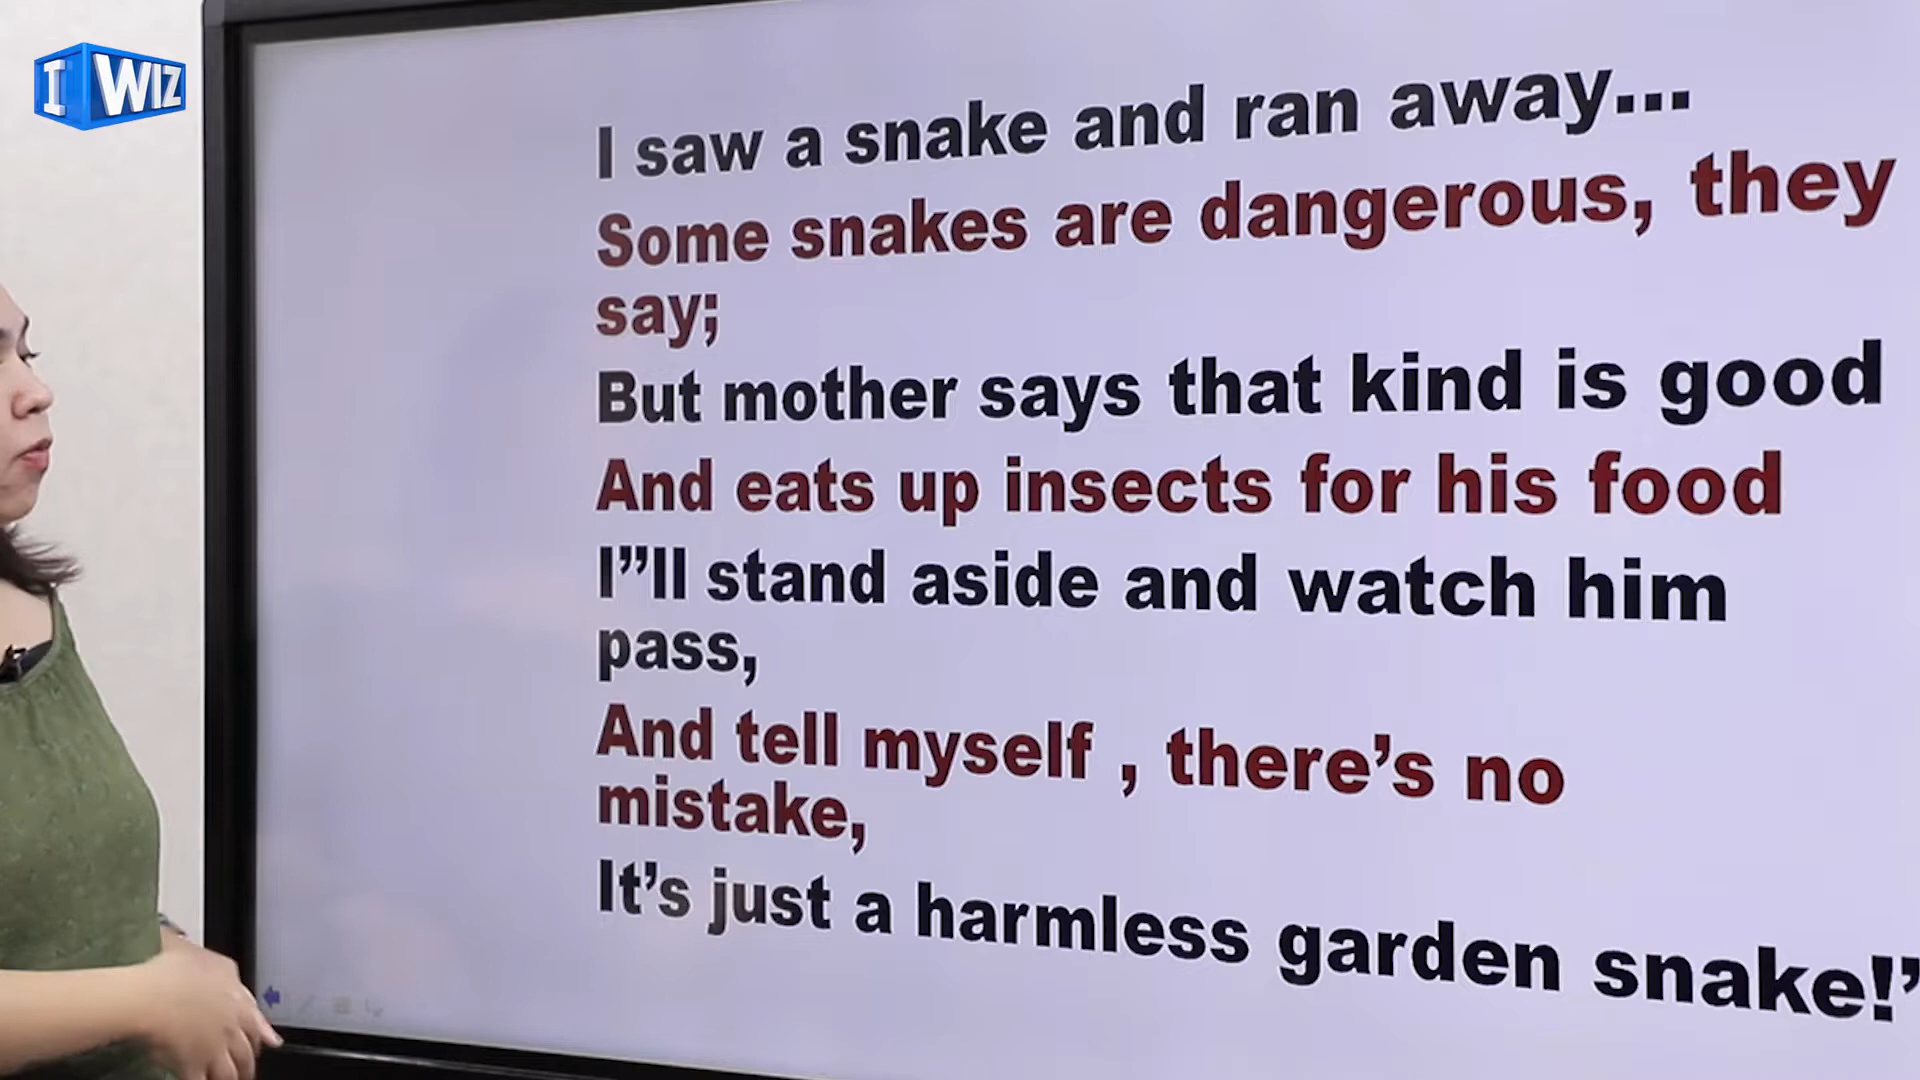 I WIZ
I saw a snake and ran away...
Some snakes are dangerous, they
say;
But mother says that kind is good
And eats up insects for his food
I”ll stand aside and watch him
pass,
And tell myself , there’s no
mistake,
It’s just a harmless garden snake!’